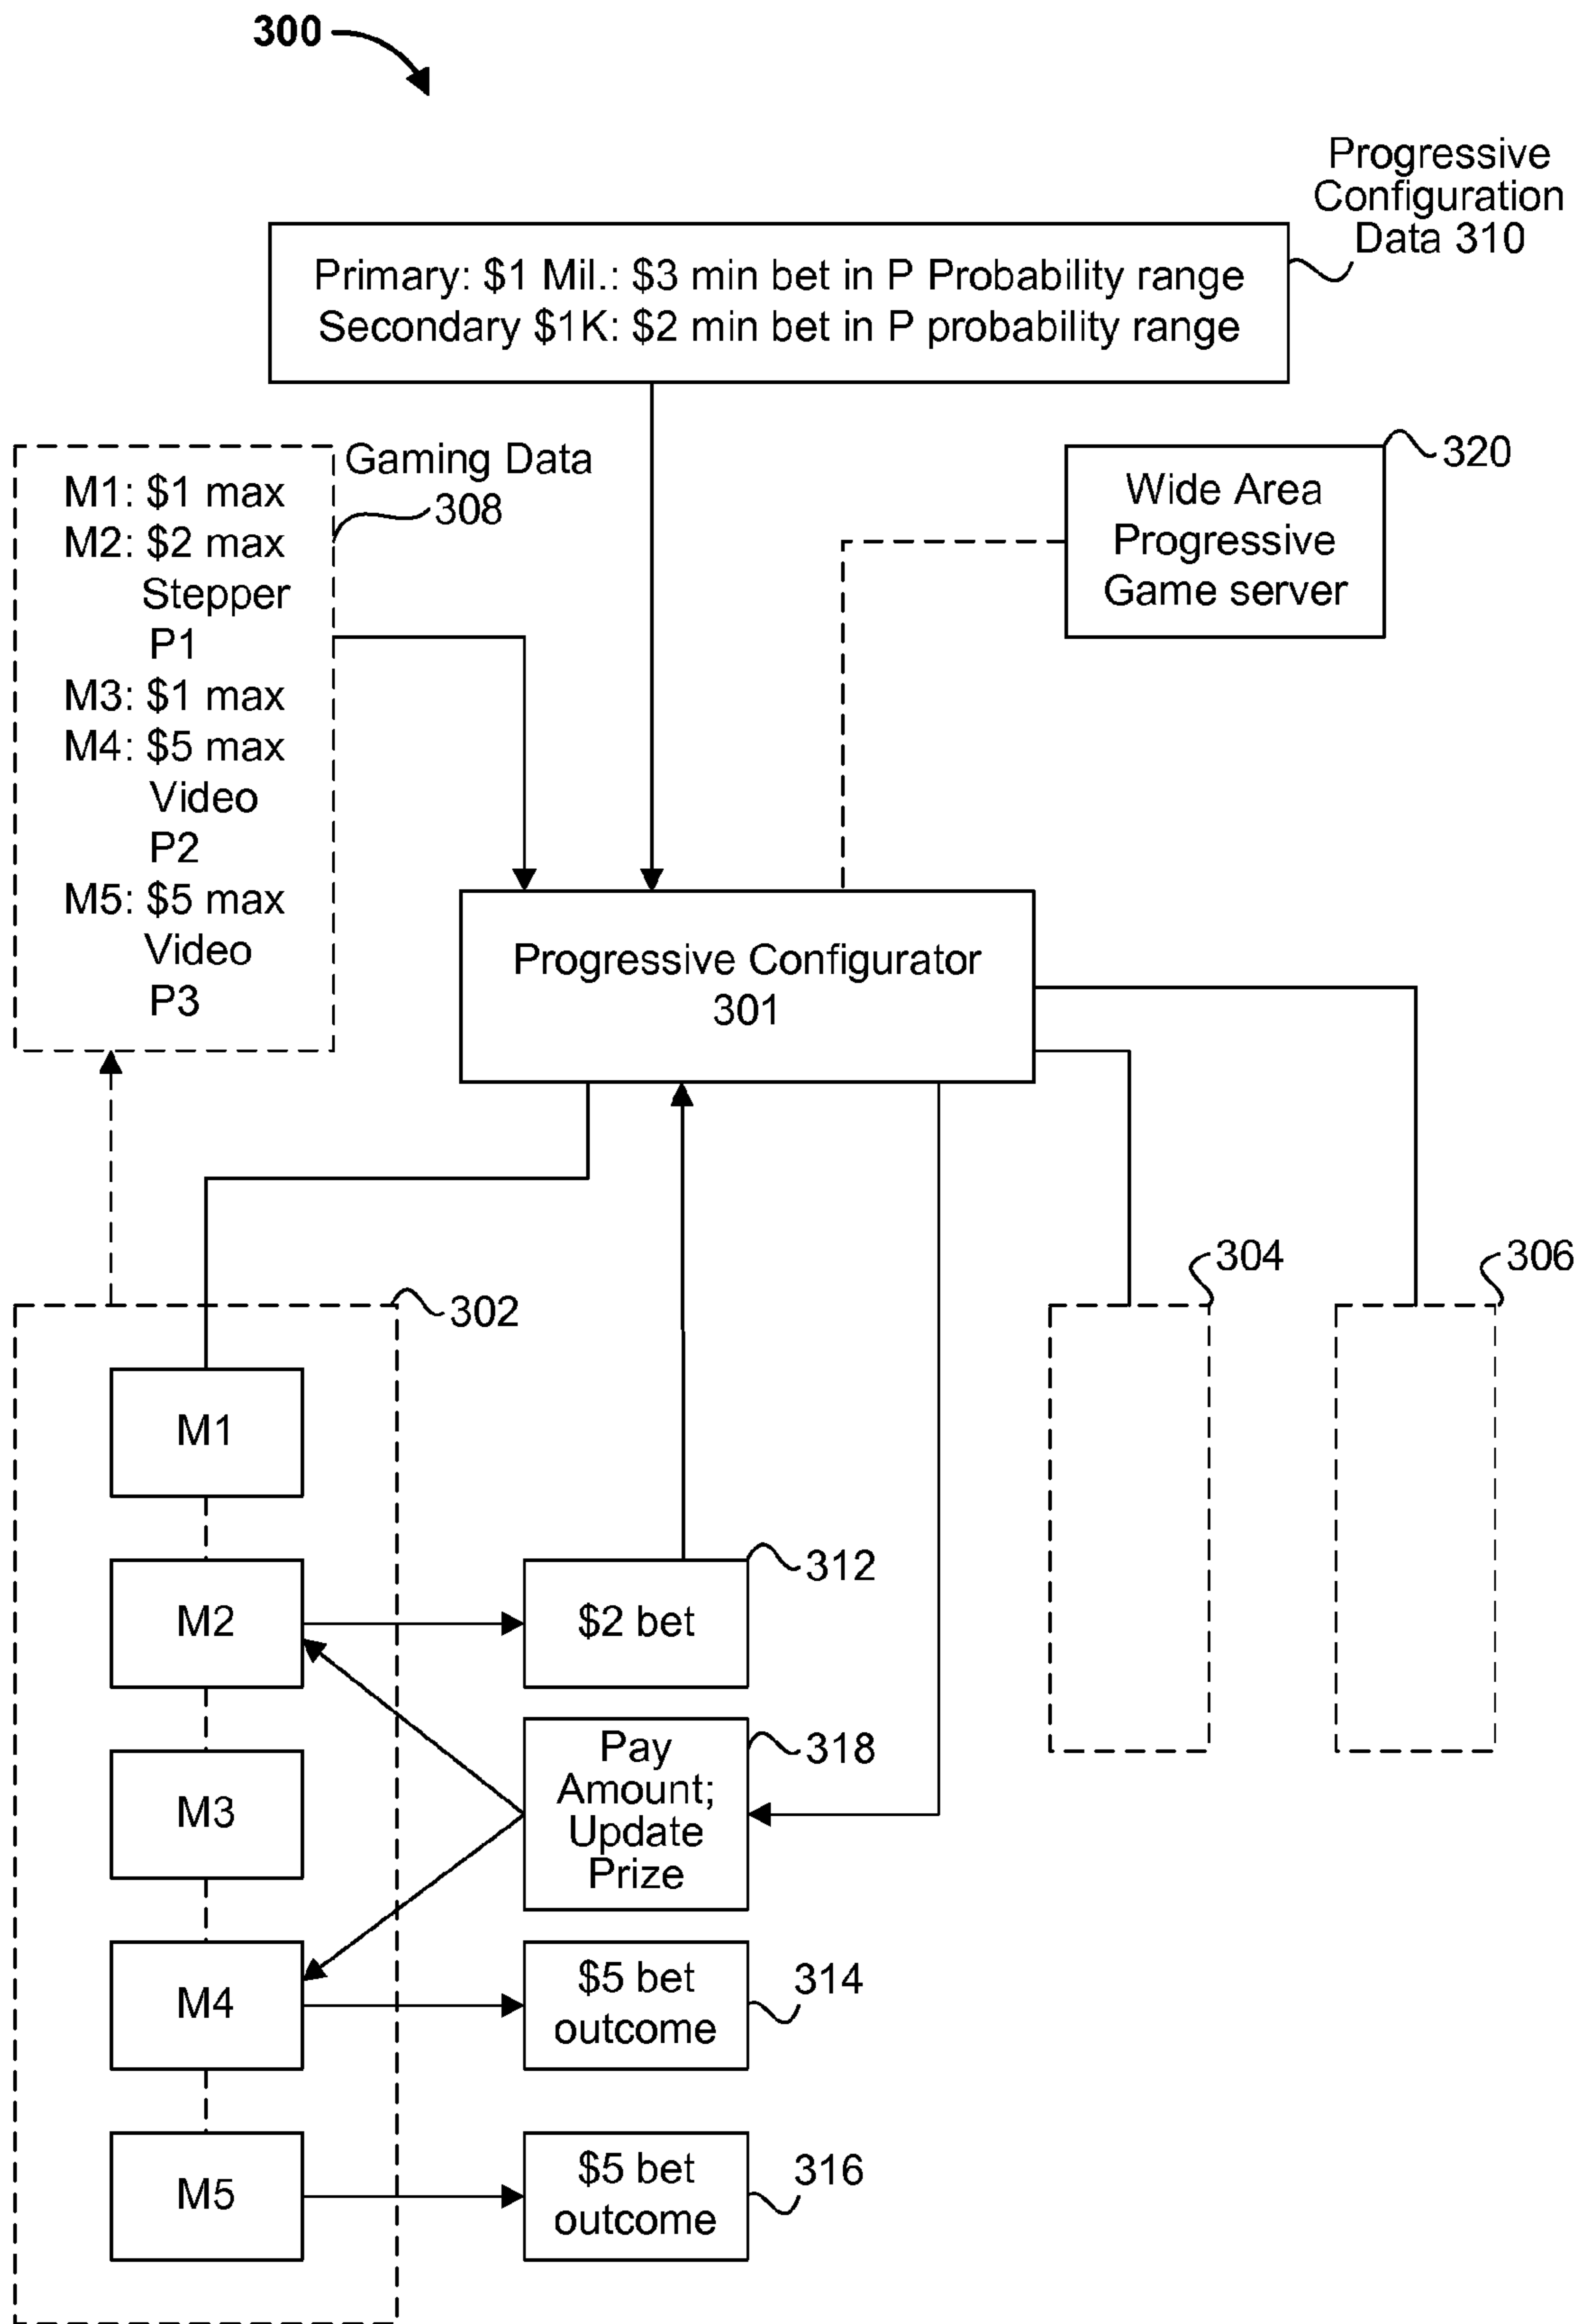 300
Progressive
Configuration
Data 310
Primary: $1 Mil.: $3 min bet in P Probability range
Secondary $1K: $2 min bet in P probability range
Gaming Data
308
M1: $1 max
M2: $2 max
Stepper
P1
M3: $1 max
M4: $5 max
Video
P2
M5: $5 max
Video
P3
320
Wide Area
Progressive
Game server
Progressive Configurator
301
302
304
306
M1
M2
$2 bet
312
M3
Pay
Amount;
Update
Prize
318
M4
$5 bet
outcome
314
M5
$5 bet
outcome
316